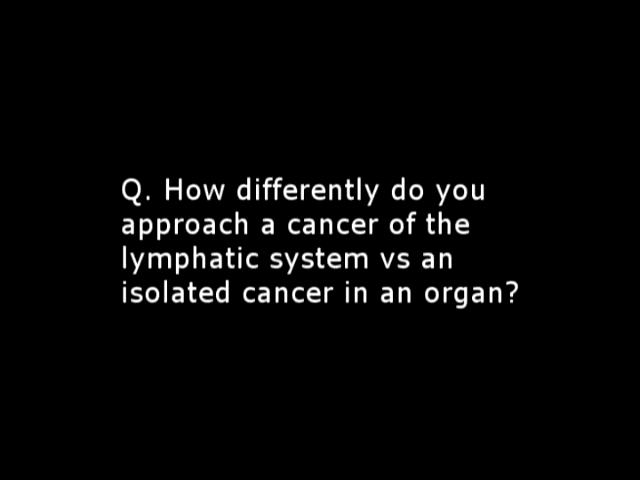 Q. How differently do you
approach a cancer of the
lymphatic system vs an
isolated cancer in an organ?